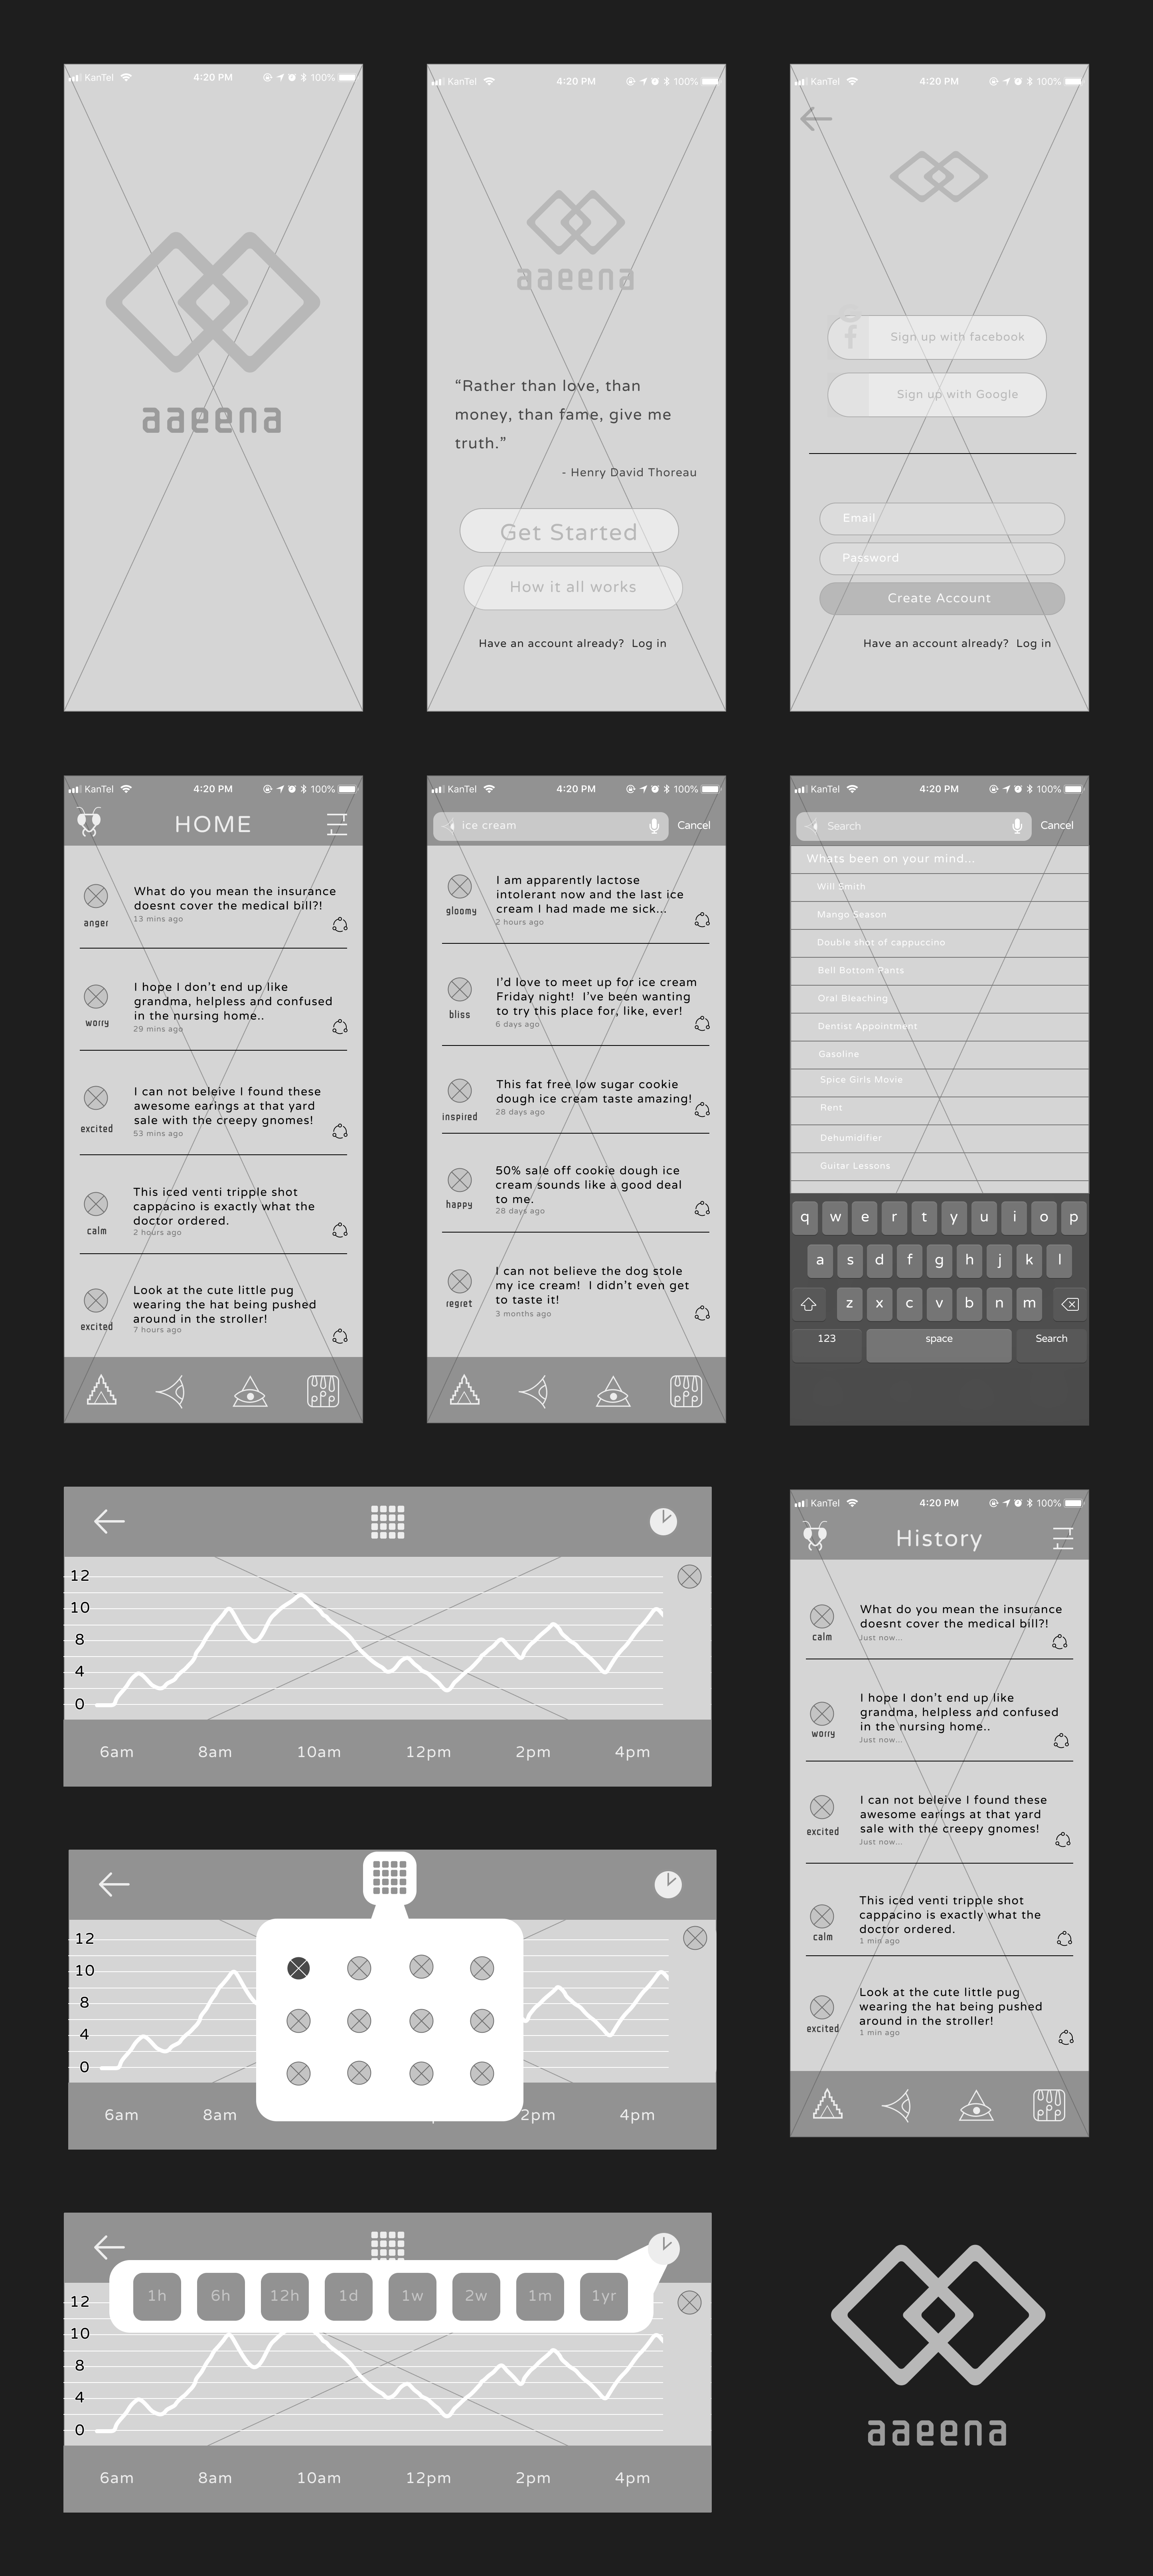 KanTel 4:20 PM 100%
aaeena
KanTel 4:20 PM 100%
aaeena
“Rather than love, than
money, than fame, give me
truth.”
- Henry David Thoreau
Get Started
How it all works
Have an account already? Log in
KanTel 4:20 PM 100%
f
Sign up with facebook
Sign up with Google
Email
Password
Create Account
Have an account already? Log in
KanTel 4:20 PM 100%
HOME
What do you mean the insurance
doesnt cover the medical bill?!
13 mins ago
anger
I hope I don’t end up like
grandma, helpless and confused
in the nursing home..
29 mins ago
worry
I can not beleive I found these
awesome earings at that yard
sale with the creepy gnomes!
53 mins ago
excited
This iced venti tripple shot
cappacino is exactly what the
doctor ordered.
2 hours ago
calm
Look at the cute little pug
wearing the hat being pushed
around in the stroller!
7 hours ago
excited
KanTel 4:20 PM 100%
ice cream Cancel
I am apparently lactose
intolerant now and the last ice
cream I had made me sick...
2 hours ago
gloomy
I’d love to meet up for ice cream
Friday night! I’ve been wanting
to try this place for, like, ever!
6 days ago
bliss
This fat free low sugar cookie
dough ice cream taste amazing!
28 days ago
inspired
50% sale off cookie dough ice
cream sounds like a good deal
to me.
28 days ago
happy
I can not believe the dog stole
my ice cream! I didn’t even get
to taste it!
3 months ago
regret
KanTel 4:20 PM 100%
Search Cancel
Whats been on your mind...
Will Smith
Mango Season
Double shot of cappuccino
Bell Bottom Pants
Oral Bleaching
Dentist Appointment
Gasoline
Spice Girls Movie
Rent
Dehumidifier
Guitar Lessons
q w e r t y u i o p
a s d f g h j k l
z x c v b n m
123 space Search
12
10
8
4
0
6am 8am 10am 12pm 2pm 4pm
KanTel 4:20 PM 100%
History
What do you mean the insurance
doesnt cover the medical bill?!
Just now...
calm
I hope I don’t end up like
grandma, helpless and confused
in the nursing home..
Just now...
worry
I can not beleive I found these
awesome earings at that yard
sale with the creepy gnomes!
Just now...
excited
This iced venti tripple shot
cappacino is exactly what the
doctor ordered.
1 min ago
calm
Look at the cute little pug
wearing the hat being pushed
around in the stroller!
1 min ago
excited
12
10
8
4
0
6am 8am 2pm 4pm
1h 6h 12h 1d 1w 2w 1m 1yr
12
10
8
4
0
6am 8am 10am 12pm 2pm 4pm
aaeena